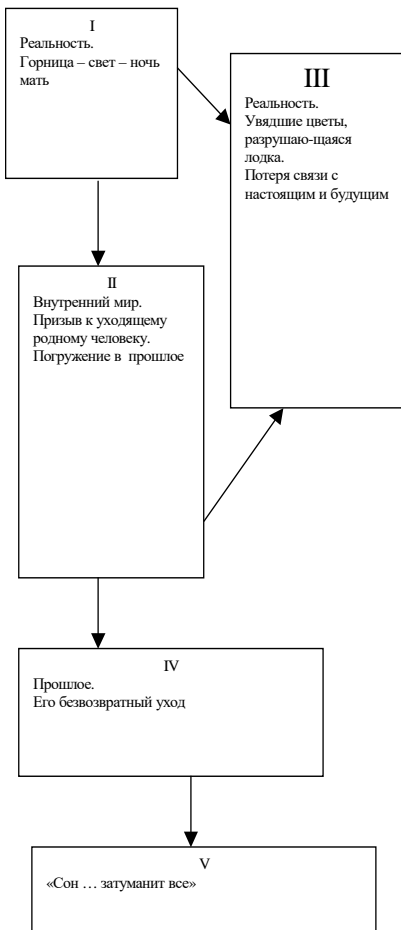 I
Реальность.
Горница – свет – ночь
мать
III
Реальность.
Увядшие цветы,
разрушаю-щаяся
лодка.
Потеря связи с
настоящим и будущим
II
Внутренний мир.
Призыв к уходящему
родному человеку.
Погружение в прошлое
IV
Прошлое.
Его безвозвратный уход
V
«Сон … затуманит все»